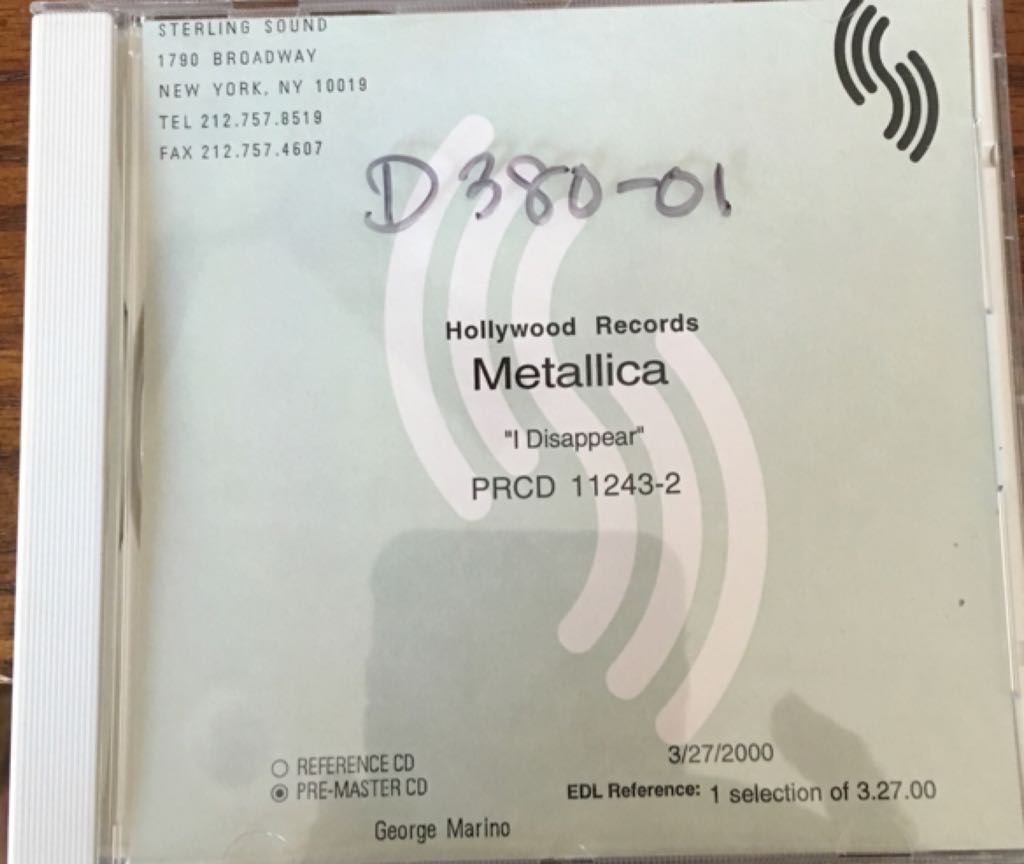 STERLING SOUND
1790 BROADWAY
NEW YORK, NY 10019
TEL 212.757.8519
FAX 212.757.4607
D380-01
Hollywood Records
Metallica
"I Disappear"
PRCD 11243-2
REFERENCE CD
PRE-MASTER CD
George Marino
3/27/2000
EDL Reference: 1 selection of 3.27.00